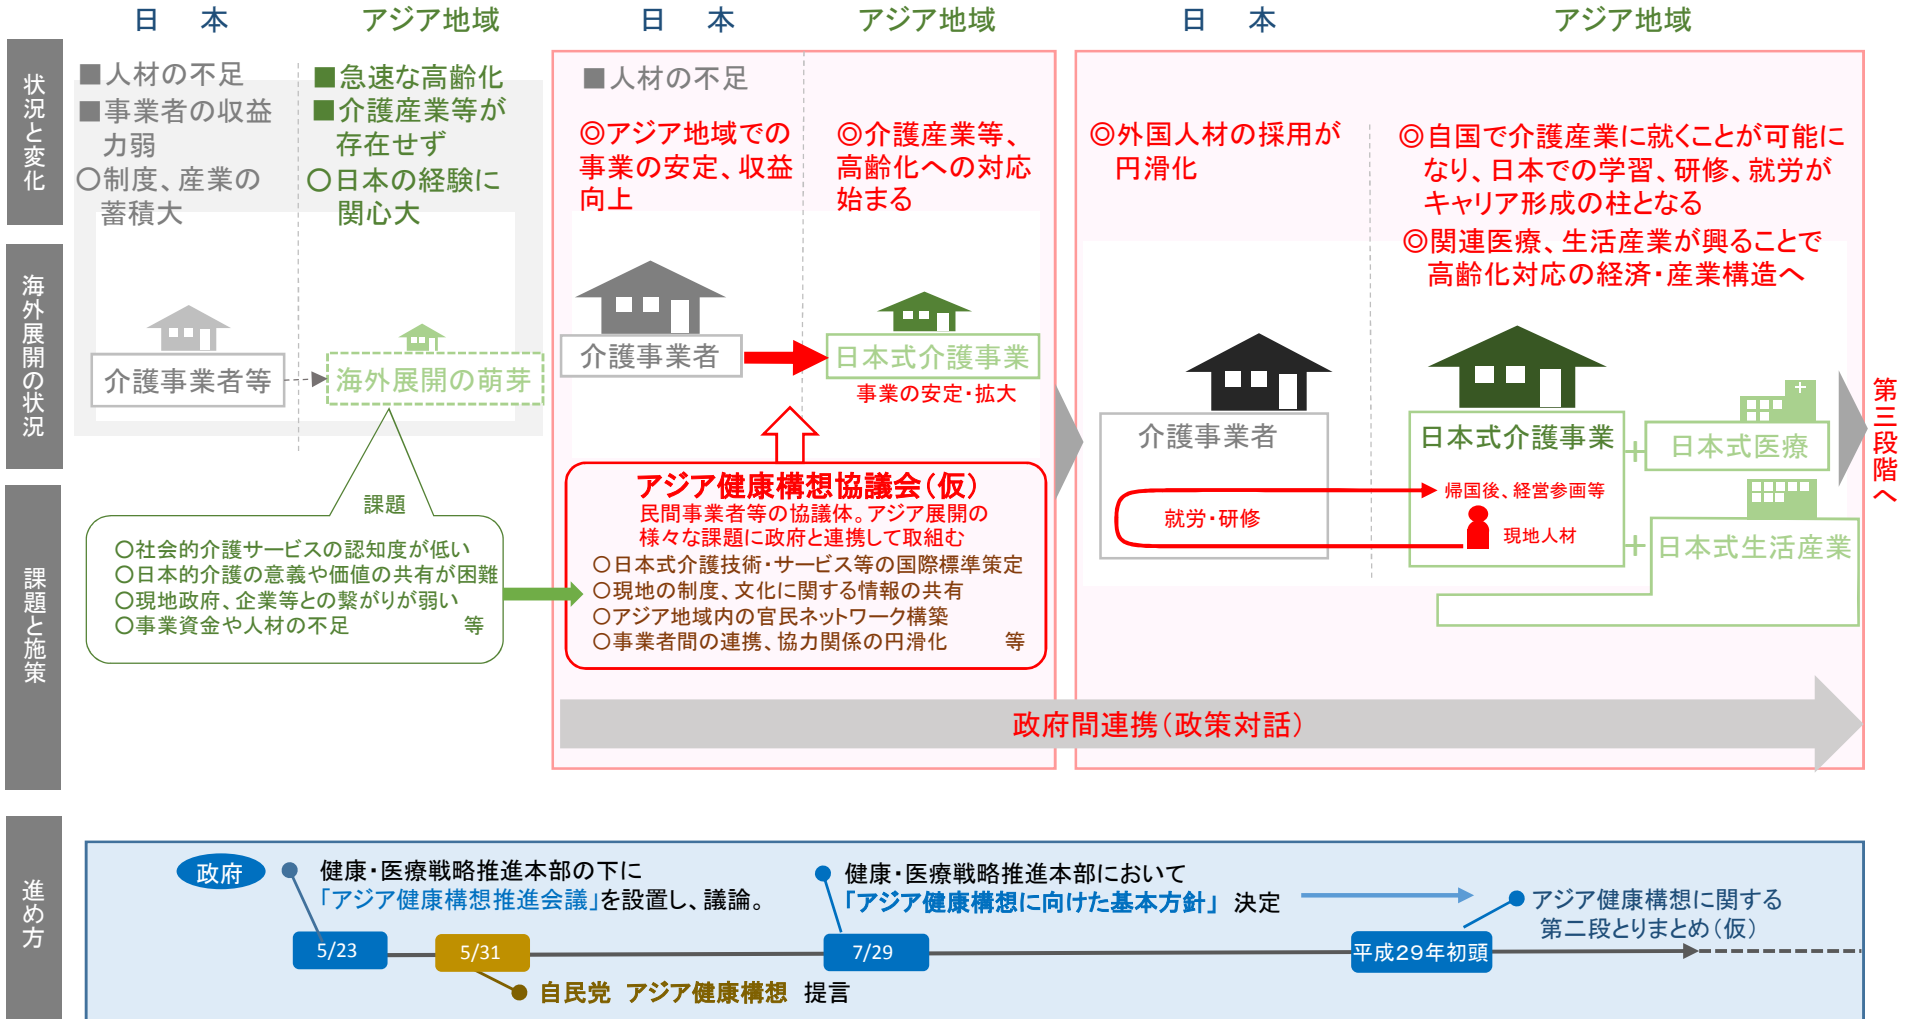 日　本
アジア地域
日　本
アジア地域
日　本
アジア地域
状況と変化
■人材の不足
■事業者の収益
力弱
〇制度、産業の
蓄積大
■急速な高齢化
■介護産業等が
存在せず
〇日本の経験に
関心大
■人材の不足
◎アジア地域での
事業の安定、収益
向上
◎介護産業等、
高齢化への対応
始まる
◎外国人材の採用が
円滑化
◎自国で介護産業に就くことが可能に
なり、日本での学習、研修、就労が
キャリア形成の柱となる
◎関連医療、生活産業が興ることで
高齢化対応の経済・産業構造へ
海外展開の状況
介護事業者等
海外展開の萌芽
介護事業者
日本式介護事業
事業の安定・拡大
介護事業者
就労・研修
日本式介護事業
帰国後、経営参画等
現地人材
+
日本式医療
+
日本式生活産業
第三段階へ
課題と施策
課題
〇社会的介護サービスの認知度が低い
〇日本的介護の意義や価値の共有が困難
〇現地政府、企業等との繋がりが弱い
〇事業資金や人材の不足　　　　　等
アジア健康構想協議会(仮)
民間事業者等の協議体。アジア展開の
様々な課題に政府と連携して取組む
〇日本式介護技術・サービス等の国際標準策定
〇現地の制度、文化に関する情報の共有
〇アジア地域内の官民ネットワーク構築
〇事業者間の連携、協力関係の円滑化　　等
政府間連携(政策対話)
進め方
政府
健康・医療戦略推進本部の下に
「アジア健康構想推進会議」を設置し、議論。
健康・医療戦略推進本部において
「アジア健康構想に向けた基本方針」 決定
アジア健康構想に関する
第二段とりまとめ(仮)
5/23
5/31
7/29
平成29年初頭
自民党　アジア健康構想　提言